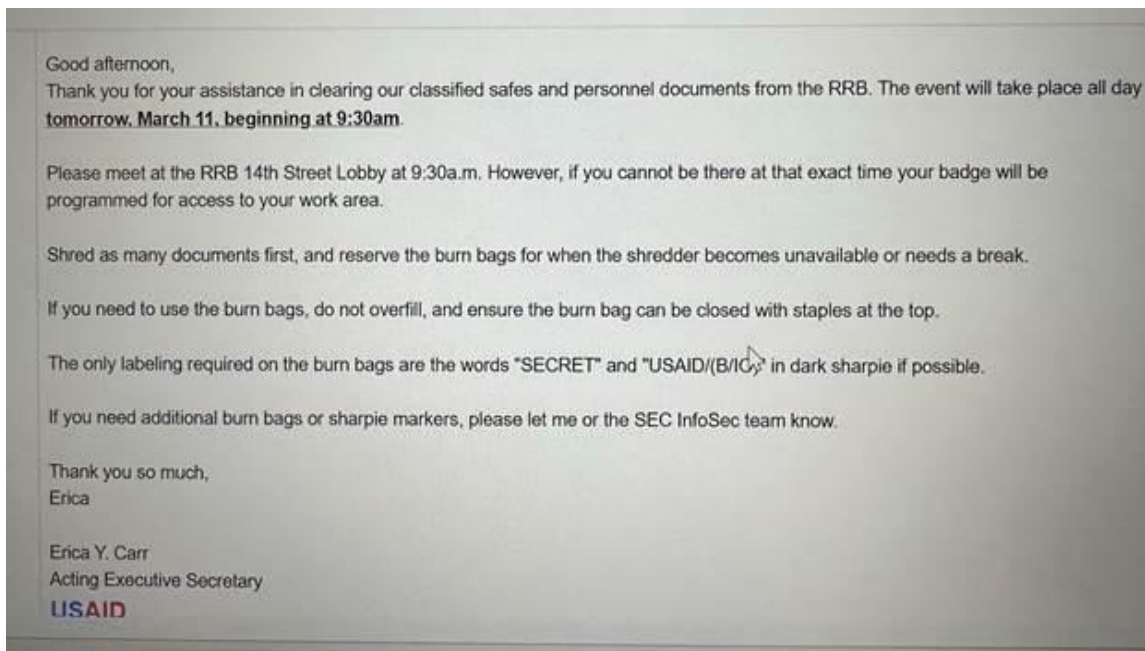 Good afternoon,
Thank you for your assistance in clearing our classified safes and personnel documents from the RRB. The event will take place all day
tomorrow, March 11, beginning at 9:30am.
Please meet at the RRB 14th Street Lobby at 9:30a.m. However, if you cannot be there at that exact time your badge will be
programmed for access to your work area.
Shred as many documents first, and reserve the burn bags for when the shredder becomes unavailable or needs a break.
If you need to use the burn bags, do not overfill, and ensure the burn bag can be closed with staples at the top.
The only labeling required on the burn bags are the words "SECRET" and "USAID/(B/IO)" in dark sharpie if possible.
If you need additional burn bags or sharpie markers, please let me or the SEC InfoSec team know.
Thank you so much,
Erica
Erica Y. Carr
Acting Executive Secretary
USAID